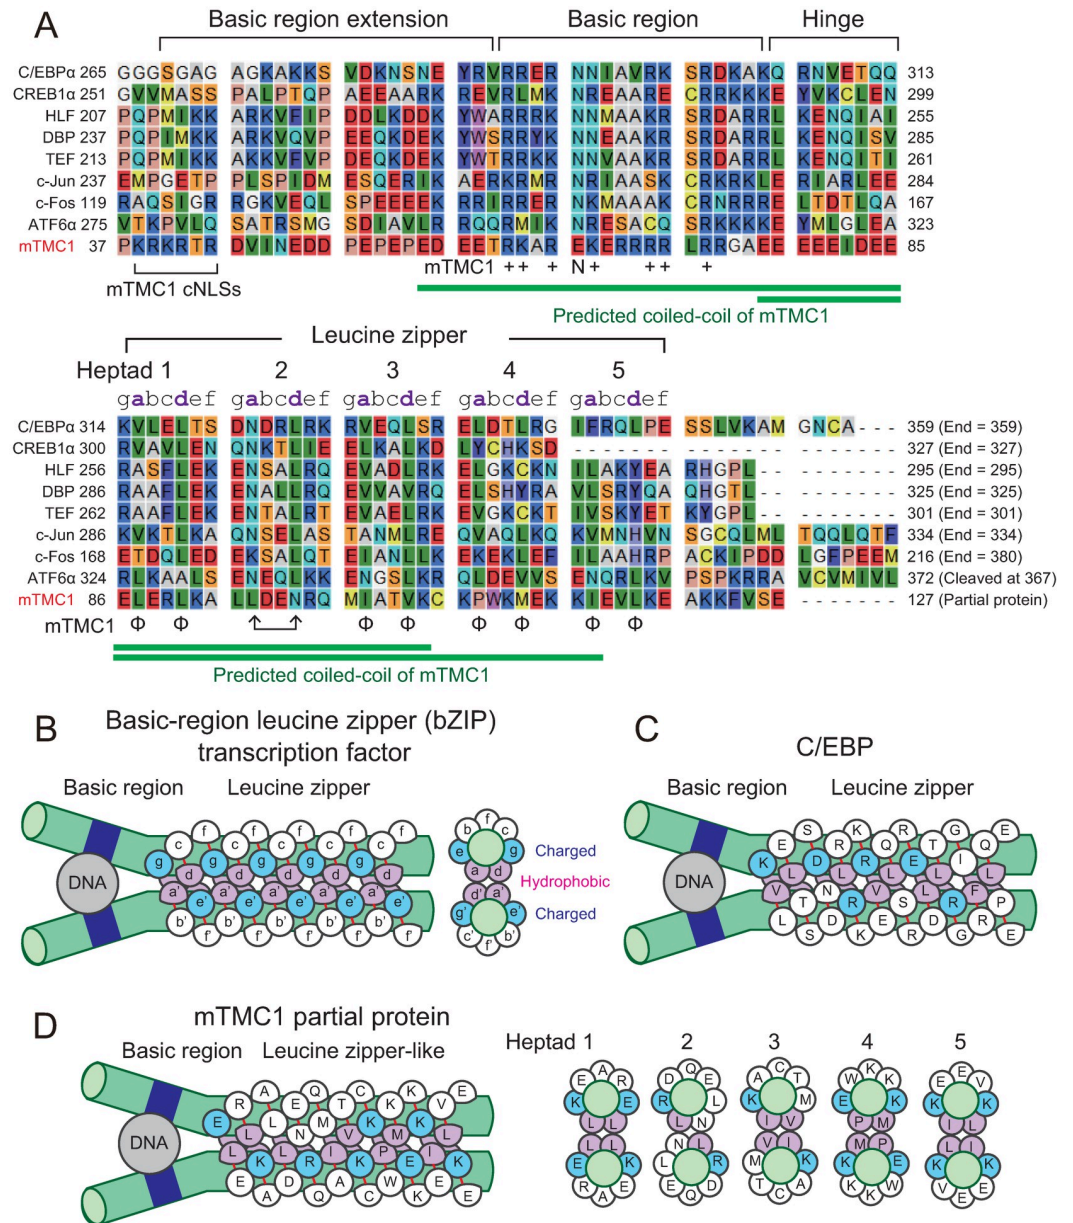 A
Basic region extension Basic region Hinge
C/EBPα 265 GGGSGAG AGKAKKS VDKNSNE YRVRRER NNIAVRK SRDKAKQ RNVETQQ 313
CREB1α 251 GVVMASS PALPTQP AEEAARK REVRLMK NREAARE CRRKKKE YVKCLEN 299
HLF 207 PQPMIKK ARKVFIP DDLKDDK YWARRRK NNMAAKR SRDARRL KENQIAI 255
DBP 237 PQPIMKK ARKVQVP EEQKDEK YWSRRYK NNEAAKR SRDARRL KENQISV 285
TEF 213 PQPMIKK AKKVFVP DEQKDEK YWTRRKK NNVAAKR SRDARRL KENQITI 261
c-Jun 237 EMPGETP PLSPIDM ESQERIK AERKRMR NRIAASK CRKRKLE RIARLEE 284
c-Fos 119 RAQSIGR RGKVEQL SPEEEEK RRIRRER NKMAAAK CRNRRRE LTDTLQA 167
ATF6α 275 VTKPVLQ SATRSMG SDIAVLR RQQRMIK NRESACQ SRKKKKE YMLGLEA 323
mTMC1 37 PKRKRTR DVINEDD PEPEPED EETRKAR EKERRRR LRRGAEE EEEIDEE 85
mTMC1 ++ + N+ ++ +
mTMC1 cNLSs
Predicted coiled-coil of mTMC1
Leucine zipper
Heptad 1 2 3 4 5
gabcdef gabcdef gabcdef gabcdef gabcdef
C/EBPα 314 KVLELTS DNDRLRK RVEQLSR ELDTLRG IFRQLPE SSLVKAM GNCA--- 359 (End = 359)
CREB1α 300 RVAVLEN QNKTLIE ELKALKD LYCHKSD ------- ------- ------- 327 (End = 327)
HLF 256 RASFLEK ENSALRQ EVADLRK ELGKCKN ILAKYEA RHGPL-- ------- 295 (End = 295)
DBP 286 RAAFLEK ENALLRQ EVVAVRQ ELSHYRA VLSRYQA QHGTL-- ------- 325 (End = 325)
TEF 262 RAAFLEK ENTALRT EVAELRK EVGKCKT IVSKYET KYGPL-- ------- 301 (End = 301)
c-Jun 286 KVKTLKA QNSELAS TANMLRE QVAQLKQ KVMNHVN SGCQLML TQQLQTF 334 (End = 334)
c-Fos 168 ETDQLED EKSALQT EIANLLK EKEKLEF ILAAHRP ACKIPDD LGFPEEM 216 (End = 380)
ATF6α 324 RLKAALS ENEQLKK ENGSLKR QLDEVVS ENQRLKV PSPKRRA VCVMIVL 372 (Cleaved at 367)
mTMC1 86 ELERLKA LLDENRQ MIATVKC KPWKMEK KIEVLKE AKKFVSE ------- 127 (Partial protein)
mTMC1 Φ Φ Φ Φ Φ Φ Φ Φ
Predicted coiled-coil of mTMC1
B
Basic-region leucine zipper (bZIP)
transcription factor
Basic region Leucine zipper
f f f f f
c c c c c
g g g g g
d d d d d
DNA
a' a' a' a' a'
e' e' e' e' e'
b' b' b' b' b'
f' f' f' f' f'
b f c
e g Charged
a d
Hydrophobic
d' a'
g' e' Charged
c' f' b'
C
C/EBP
Basic region Leucine zipper
S K R G E
E R Q T Q
K D R E I
L L L L L
DNA
V N V L F
T R S R P
L D E D R
S K R G E
D
mTMC1 partial protein
Basic region Leucine zipper-like
A Q C K E
R E T K V
E L M K K
L N V M L
DNA
L L I P I
K R K E K
E D A W E
A Q C K E
Heptad 1 2 3 4 5
E A R
K E
L L
L L
E K
R A E
D Q E
R L
L N
N L
L R
E Q D
A C T
K M
I V
V I
M K
T C A
W K K
E K
P M
M P
K E
K K W
E E V
K K
I L
L I
K K
V E E